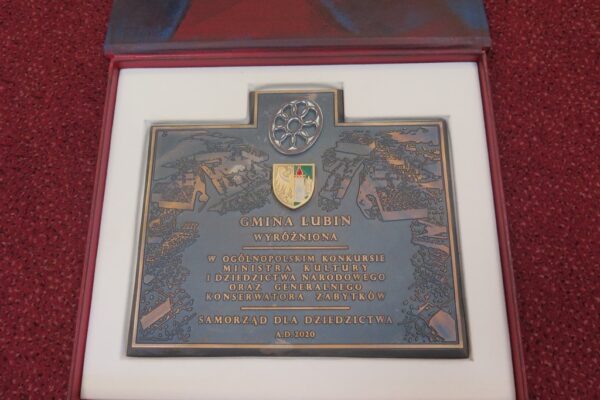 GMINA LUBIN
WYRÓŻNIONA
W OGÓLNOPOLSKIM KONKURSIE
MINISTRA KULTURY
I DZIEDZICTWA NARODOWEGO
ORAZ GENERALNEGO
KONSERWATORA ZABYTKÓW
SAMORZĄD DLA DZIEDZICTWA
A.D. 2020